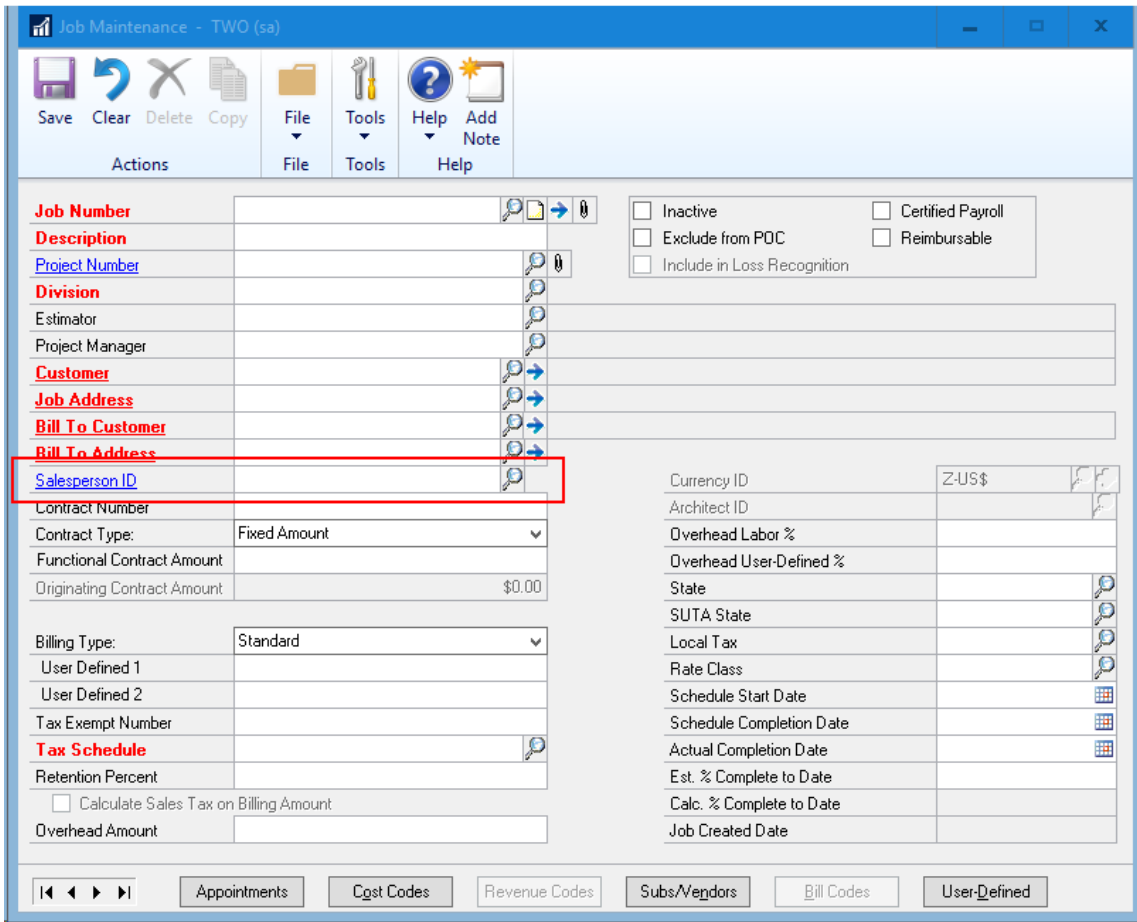 Job Maintenance - TWO (sa)
Save Clear Delete Copy File Tools Help Add Note
Actions File Tools Help
Job Number
Description
Project Number
Division
Estimator
Project Manager
Customer
Job Address
Bill To Customer
Bill To Address
Salesperson ID
Contract Number
Contract Type: Fixed Amount
Functional Contract Amount
Originating Contract Amount $0.00
Billing Type: Standard
User Defined 1
User Defined 2
Tax Exempt Number
Tax Schedule
Retention Percent
Calculate Sales Tax on Billing Amount
Overhead Amount
Inactive Certified Payroll
Exclude from POC Reimbursable
Include in Loss Recognition
Currency ID Z-US$
Architect ID
Overhead Labor %
Overhead User-Defined %
State
SUTA State
Local Tax
Rate Class
Schedule Start Date
Schedule Completion Date
Actual Completion Date
Est. % Complete to Date
Calc. % Complete to Date
Job Created Date
Appointments Cost Codes Revenue Codes Subs/Vendors Bill Codes User-Defined